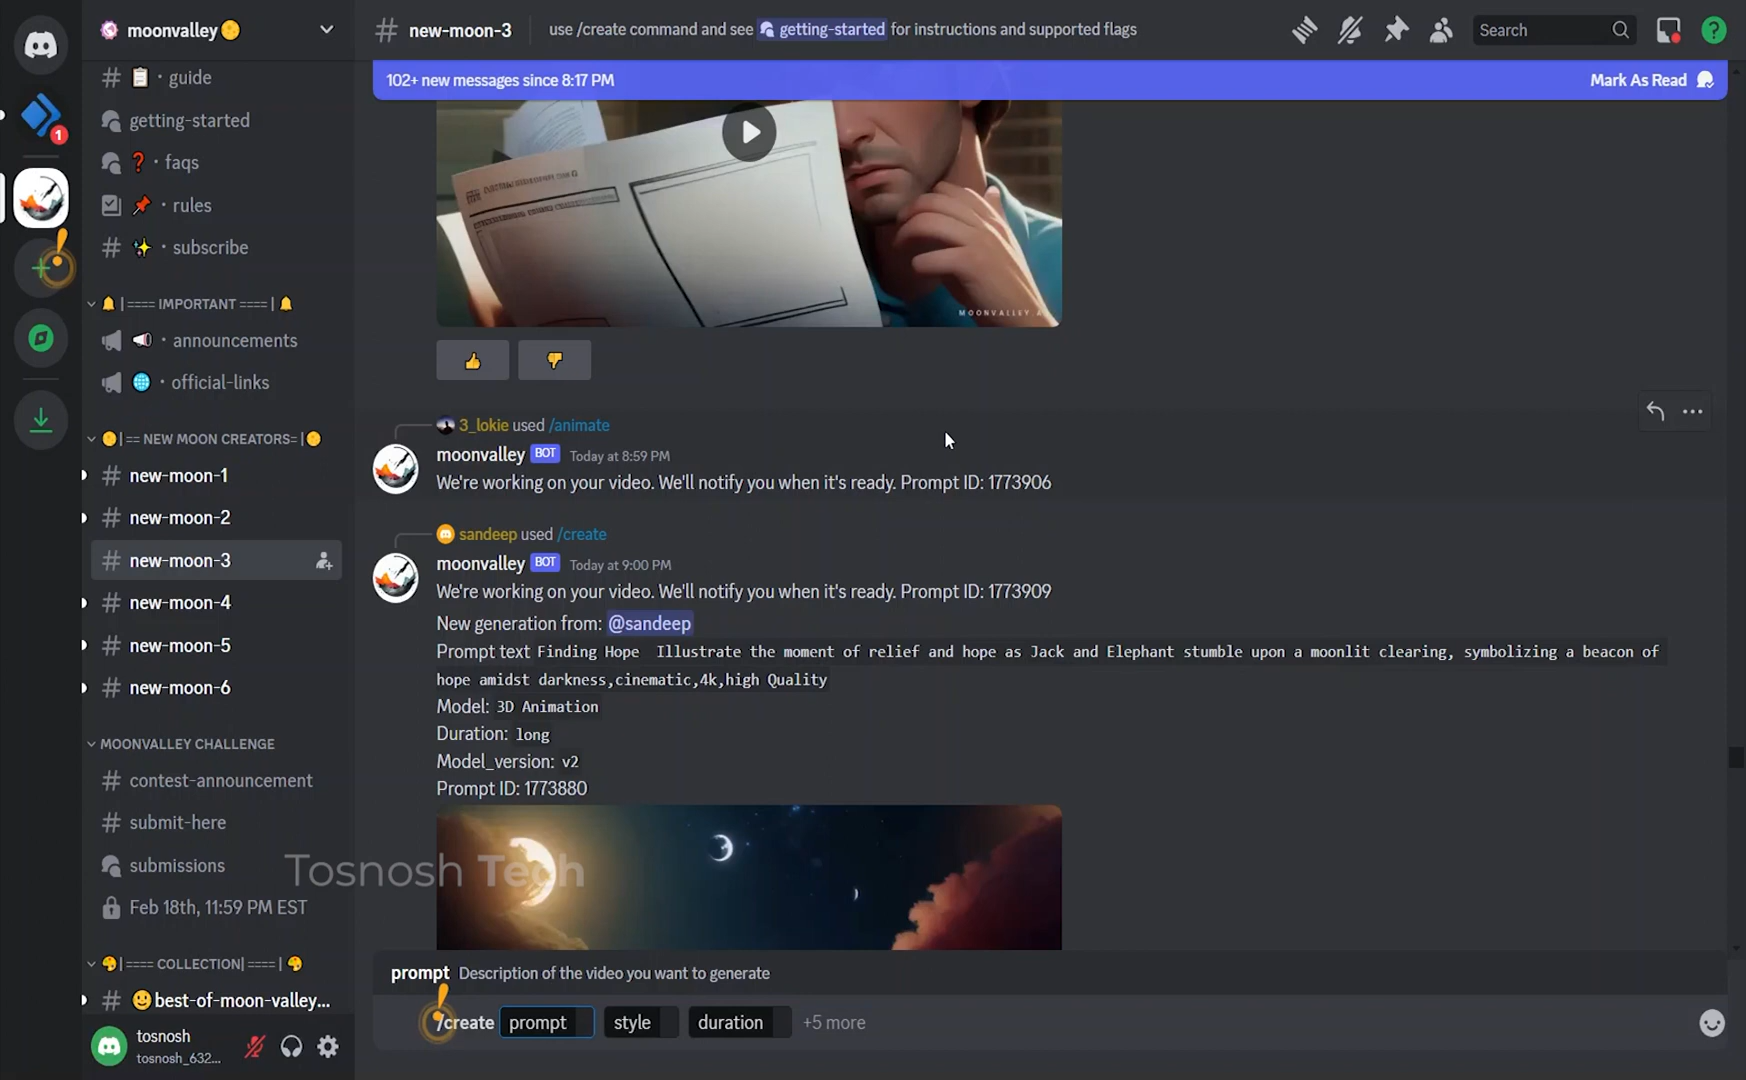 moonvalley
guide
getting-started
faqs
rules
subscribe
|==== IMPORTANT ====|
announcements
official-links
|== NEW MOON CREATORS=|
new-moon-1
new-moon-2
new-moon-3
new-moon-4
new-moon-5
new-moon-6
MOONVALLEY CHALLENGE
contest-announcement
submit-here
submissions
Feb 18th, 11:59 PM EST
|==== COLLECTION|====|
best-of-moon-valley...
tosnosh
tosnosh_632...
1
# new-moon-3 use /create command and see getting-started for instructions and supported flags
Search
102+ new messages since 8:17 PM Mark As Read
3_lokie used /animate
moonvalley BOT Today at 8:59 PM
We're working on your video. We'll notify you when it's ready. Prompt ID: 1773906
sandeep used /create
moonvalley BOT Today at 9:00 PM
We're working on your video. We'll notify you when it's ready. Prompt ID: 1773909
New generation from: @sandeep
Prompt text Finding Hope Illustrate the moment of relief and hope as Jack and Elephant stumble upon a moonlit clearing, symbolizing a beacon of
hope amidst darkness,cinematic,4k,high Quality
Model: 3D Animation
Duration: long
Model_version: v2
Prompt ID: 1773880
Tosnosh Tech
prompt Description of the video you want to generate
/create prompt style duration +5 more
MOONVALLEY